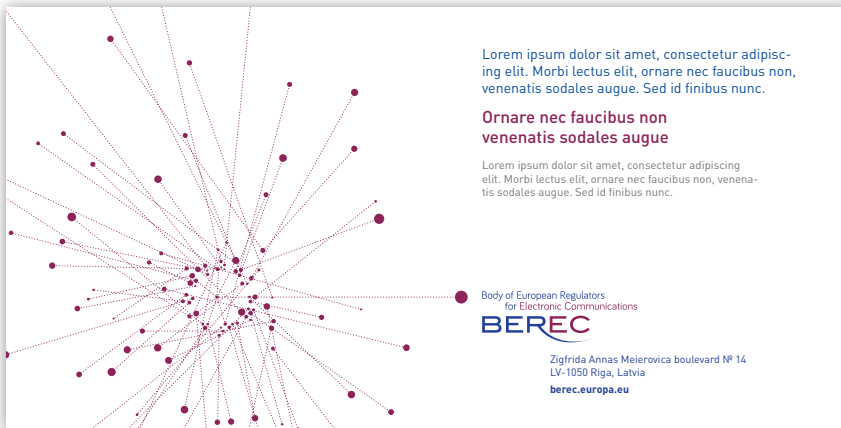 Lorem ipsum dolor sit amet, consectetur adipisc-
ing elit. Morbi lectus elit, ornare nec faucibus non,
venenatis sodales augue. Sed id finibus nunc.
Ornare nec faucibus non
venenatis sodales augue
Lorem ipsum dolor sit amet, consectetur adipiscing
elit. Morbi lectus elit, ornare nec faucibus non, venena-
tis sodales augue. Sed id finibus nunc.
Body of European Regulators
for Electronic Communications
BEREC
Zigfrida Annas Meierovica boulevard № 14
LV-1050 Riga, Latvia
berec.europa.eu